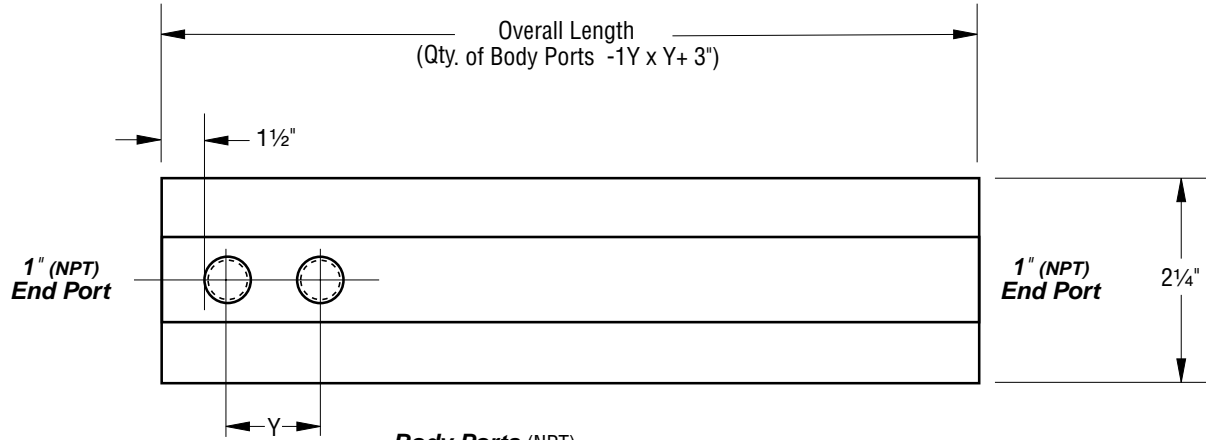 Overall Length
(Qty. of Body Ports -1Y x Y+ 3")
1½"
1" (NPT)
End Port
1" (NPT)
End Port
2¼"
Y
Body Ports (NPT)